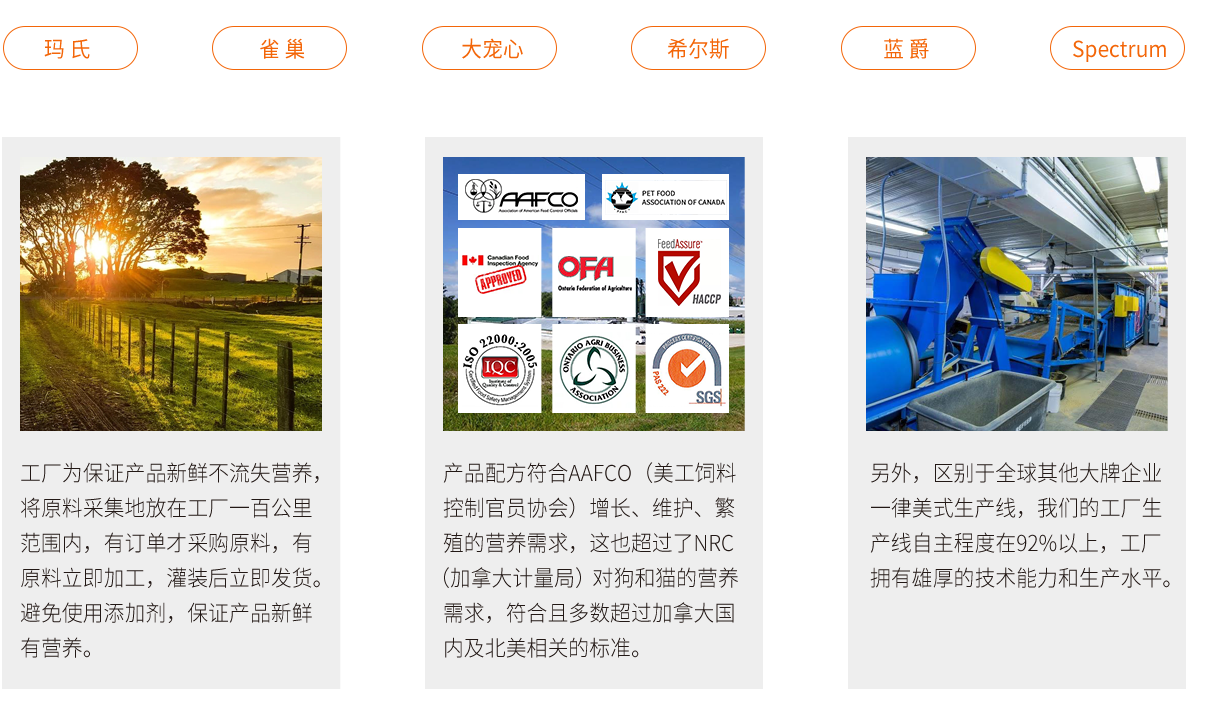 玛 氏
雀 巢
大宠心
希尔斯
蓝 爵
Spectrum
AAFCO
Association of American Feed Control Officials
PET FOOD
ASSOCIATION OF CANADA
Canadian Food
Inspection Agency
APPROVED
OFA
Ontario Federation of Agriculture
FeedAssure
HACCP
ISO 22000:2005
IQC
Institute of
Quality & Control
Certified Food Safety Management System
ONTARIO AGRI BUSINESS
ASSOCIATION
PROCESS CERTIFICATION
PAS 222
SGS
工厂为保证产品新鲜不流失营养，
将原料采集地放在工厂一百公里
范围内，有订单才采购原料，有
原料立即加工，灌装后立即发货。
避免使用添加剂，保证产品新鲜
有营养。
产品配方符合AAFCO（美工饲料
控制官员协会）增长、维护、繁
殖的营养需求，这也超过了NRC
（加拿大计量局）对狗和猫的营养
需求，符合且多数超过加拿大国
内及北美相关的标准。
另外，区别于全球其他大牌企业
一律美式生产线，我们的工厂生
产线自主程度在92%以上，工厂
拥有雄厚的技术能力和生产水平。